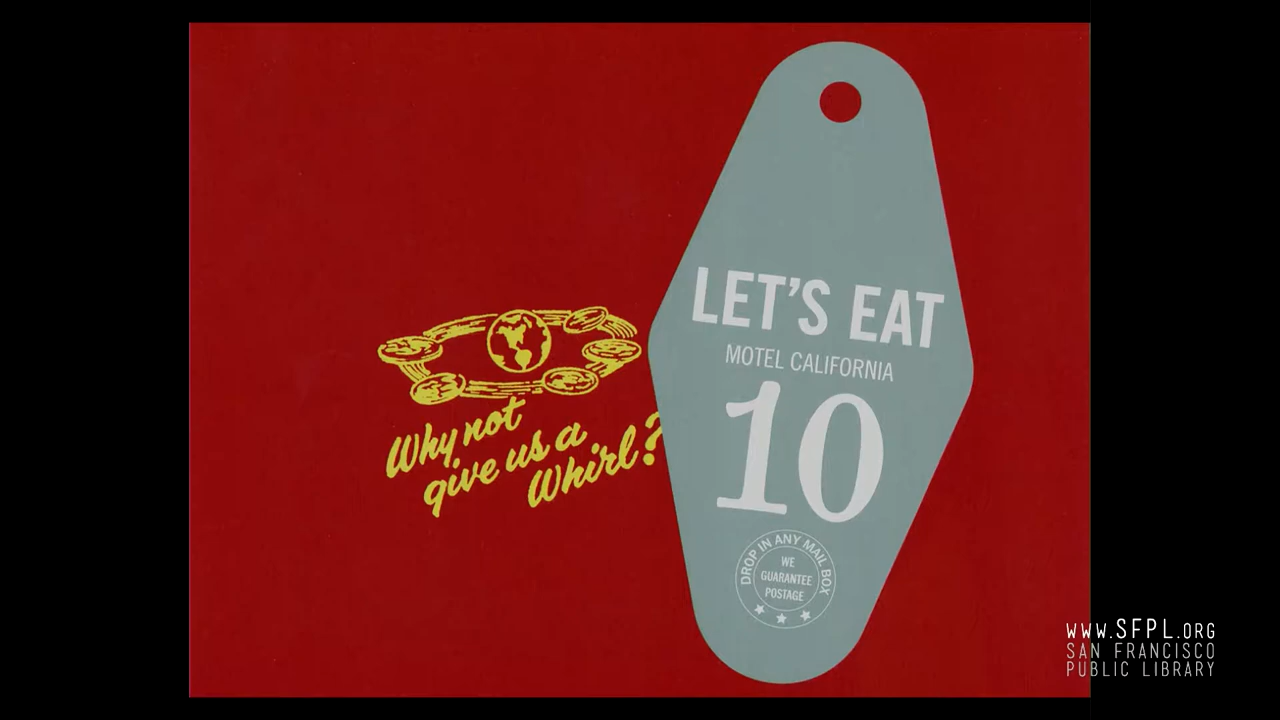 Why not
give us a
Whirl?
LET'S EAT
MOTEL CALIFORNIA
10
DROP IN ANY MAIL BOX
WE
GUARANTEE
POSTAGE
WWW.SFPL.ORG
SAN FRANCISCO
PUBLIC LIBRARY